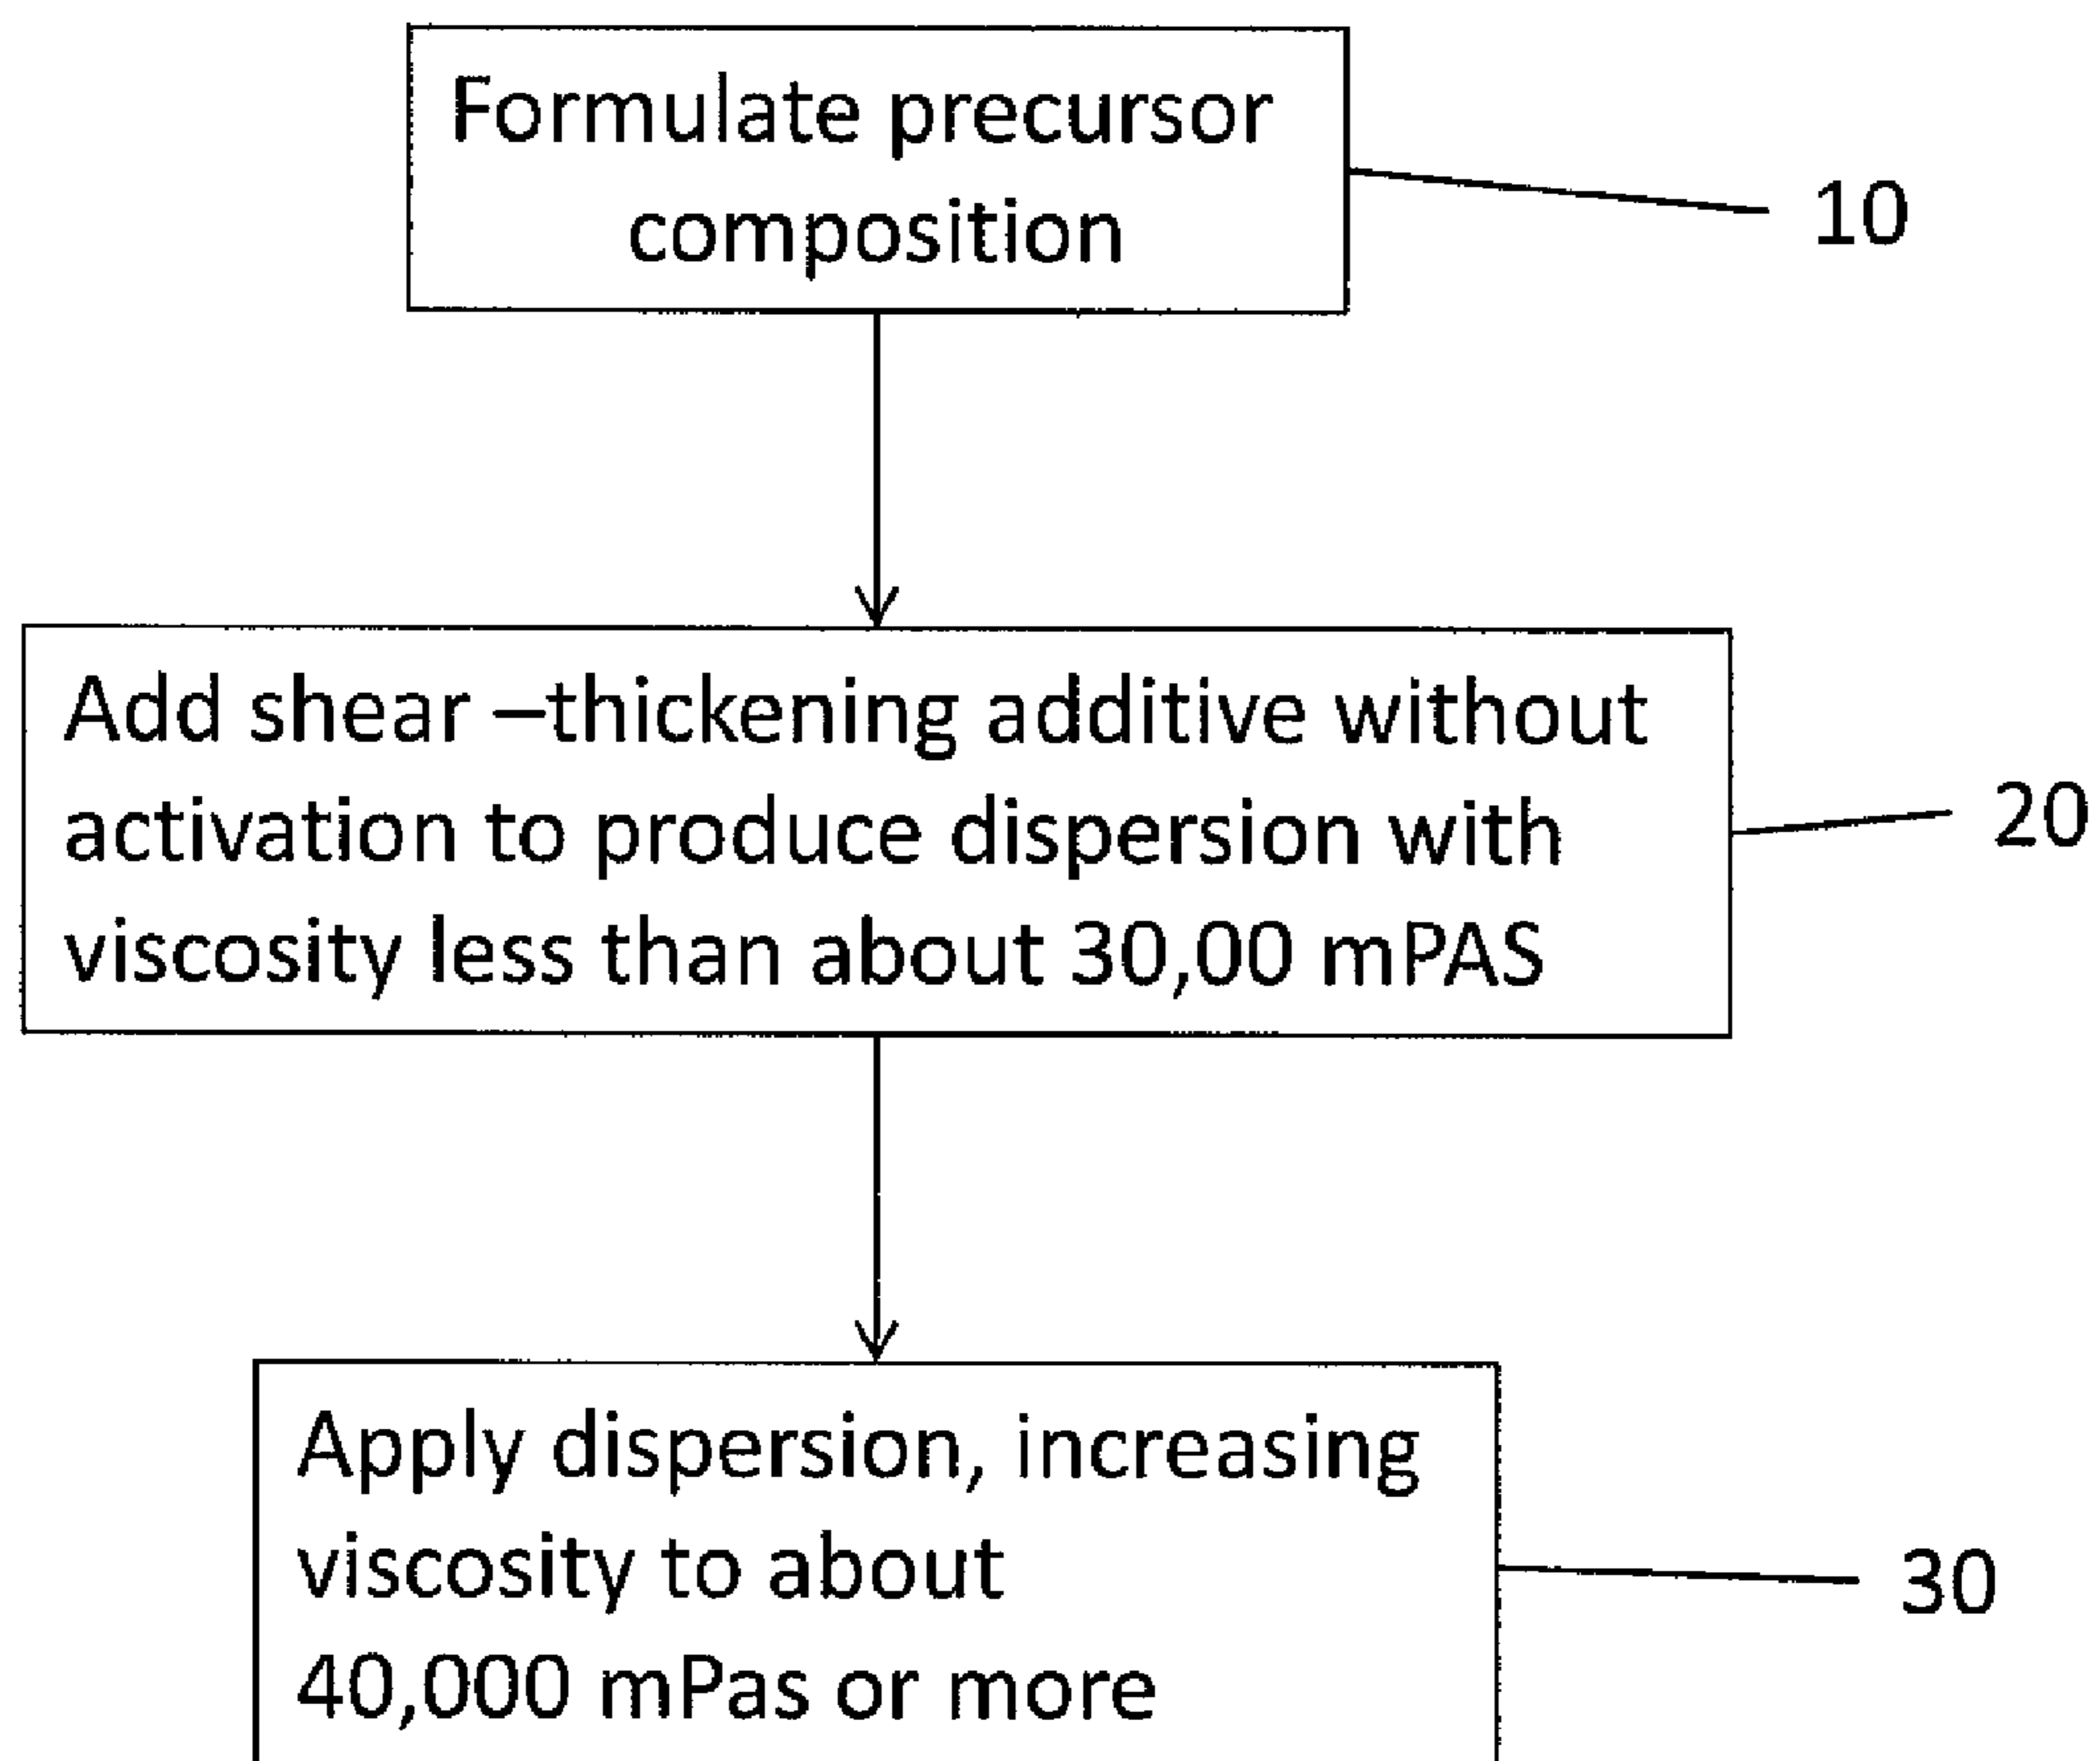 Formulate precursor
composition
10
Add shear –thickening additive without
activation to produce dispersion with
viscosity less than about 30,00 mPAS
20
Apply dispersion, increasing
viscosity to about
40,000 mPas or more
30